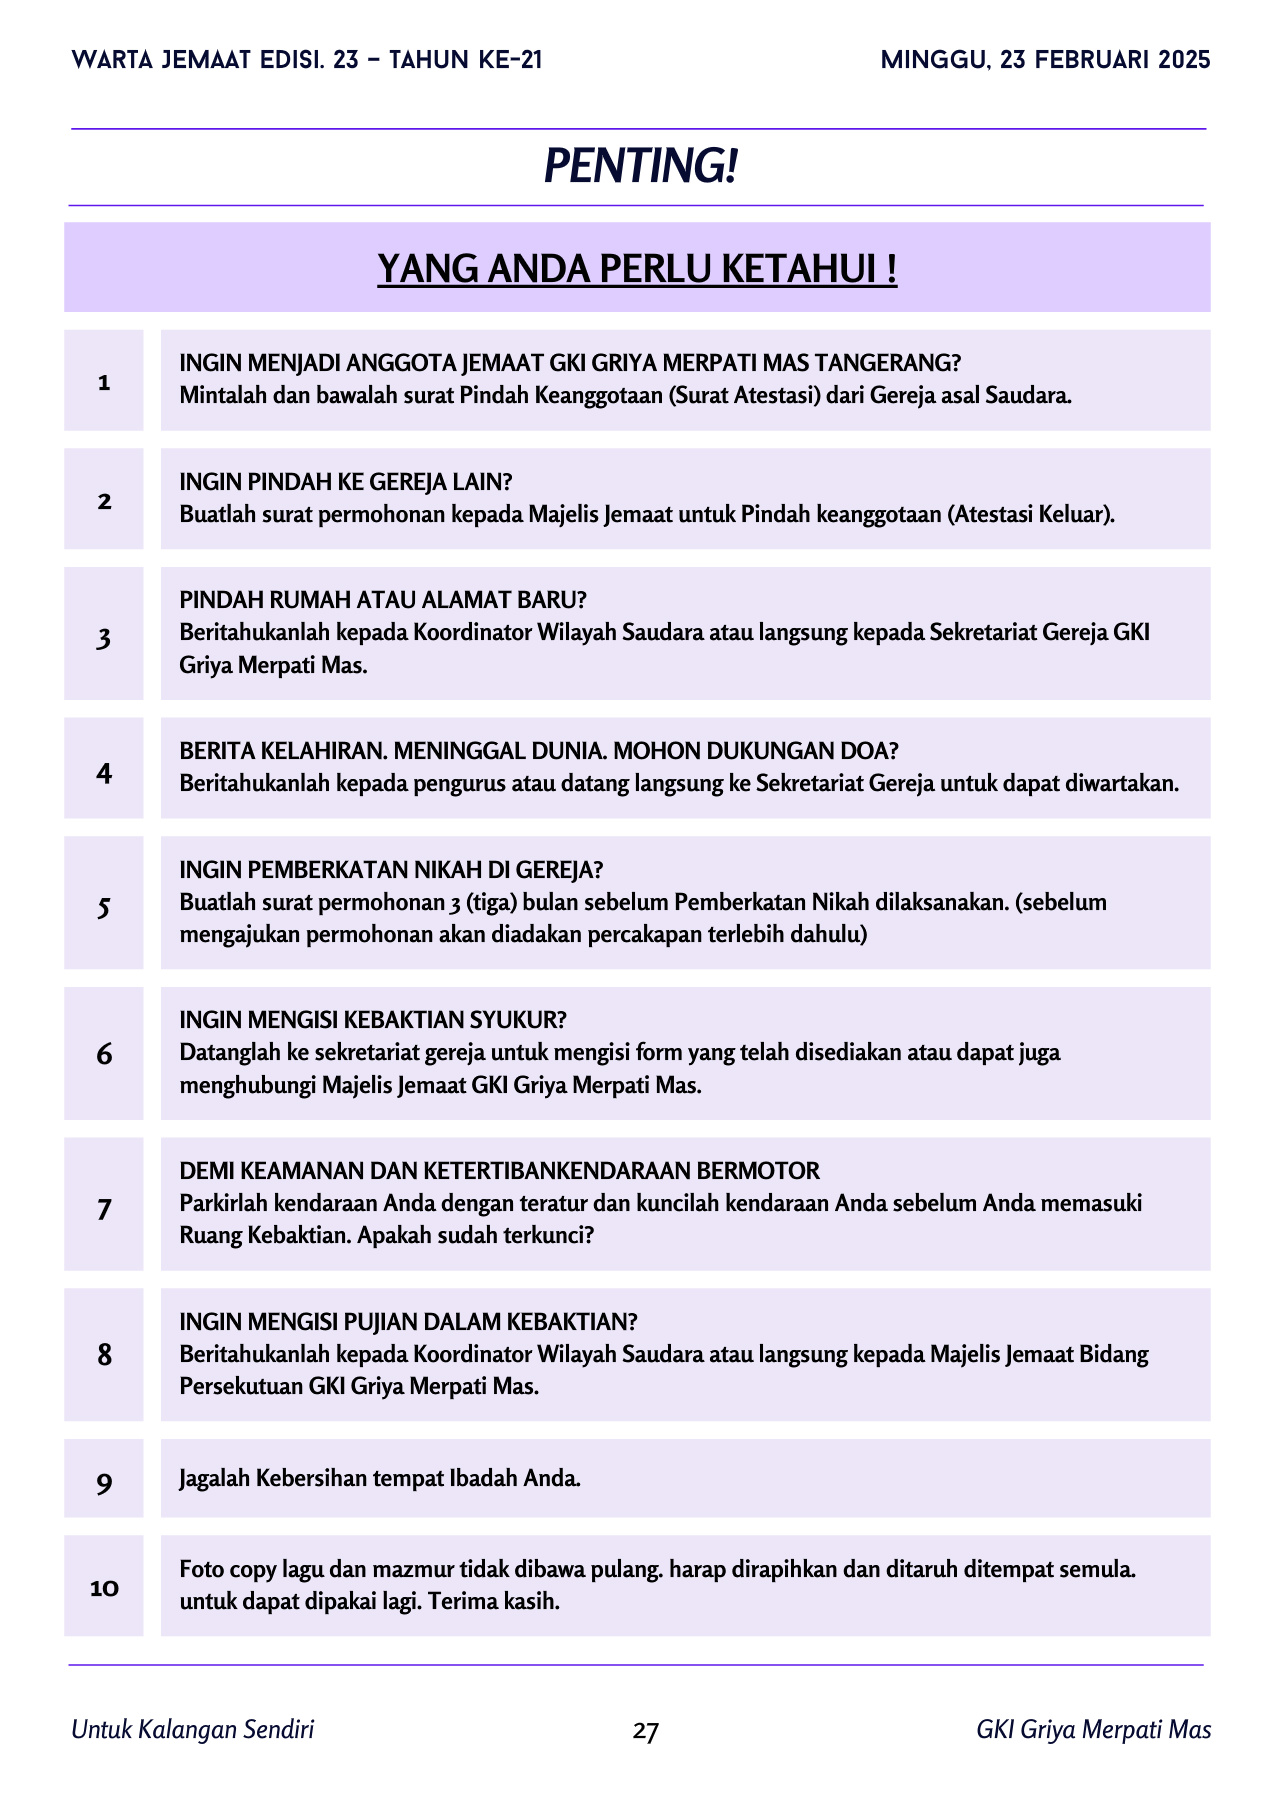 WARTA JEMAAT EDISI. 23 – TAHUN KE-21
MINGGU, 23 FEBRUARI 2025
PENTING!
YANG ANDA PERLU KETAHUI !
1
INGIN MENJADI ANGGOTA JEMAAT GKI GRIYA MERPATI MAS TANGERANG?
Mintalah dan bawalah surat Pindah Keanggotaan (Surat Atestasi) dari Gereja asal Saudara.
2
INGIN PINDAH KE GEREJA LAIN?
Buatlah surat permohonan kepada Majelis Jemaat untuk Pindah keanggotaan (Atestasi Keluar).
3
PINDAH RUMAH ATAU ALAMAT BARU?
Beritahukanlah kepada Koordinator Wilayah Saudara atau langsung kepada Sekretariat Gereja GKI
Griya Merpati Mas.
4
BERITA KELAHIRAN. MENINGGAL DUNIA. MOHON DUKUNGAN DOA?
Beritahukanlah kepada pengurus atau datang langsung ke Sekretariat Gereja untuk dapat diwartakan.
5
INGIN PEMBERKATAN NIKAH DI GEREJA?
Buatlah surat permohonan 3 (tiga) bulan sebelum Pemberkatan Nikah dilaksanakan. (sebelum
mengajukan permohonan akan diadakan percakapan terlebih dahulu)
6
INGIN MENGISI KEBAKTIAN SYUKUR?
Datanglah ke sekretariat gereja untuk mengisi form yang telah disediakan atau dapat juga
menghubungi Majelis Jemaat GKI Griya Merpati Mas.
7
DEMI KEAMANAN DAN KETERTIBANKENDARAAN BERMOTOR
Parkirlah kendaraan Anda dengan teratur dan kuncilah kendaraan Anda sebelum Anda memasuki
Ruang Kebaktian. Apakah sudah terkunci?
8
INGIN MENGISI PUJIAN DALAM KEBAKTIAN?
Beritahukanlah kepada Koordinator Wilayah Saudara atau langsung kepada Majelis Jemaat Bidang
Persekutuan GKI Griya Merpati Mas.
9
Jagalah Kebersihan tempat Ibadah Anda.
10
Foto copy lagu dan mazmur tidak dibawa pulang. harap dirapihkan dan ditaruh ditempat semula.
untuk dapat dipakai lagi. Terima kasih.
Untuk Kalangan Sendiri
27
GKI Griya Merpati Mas